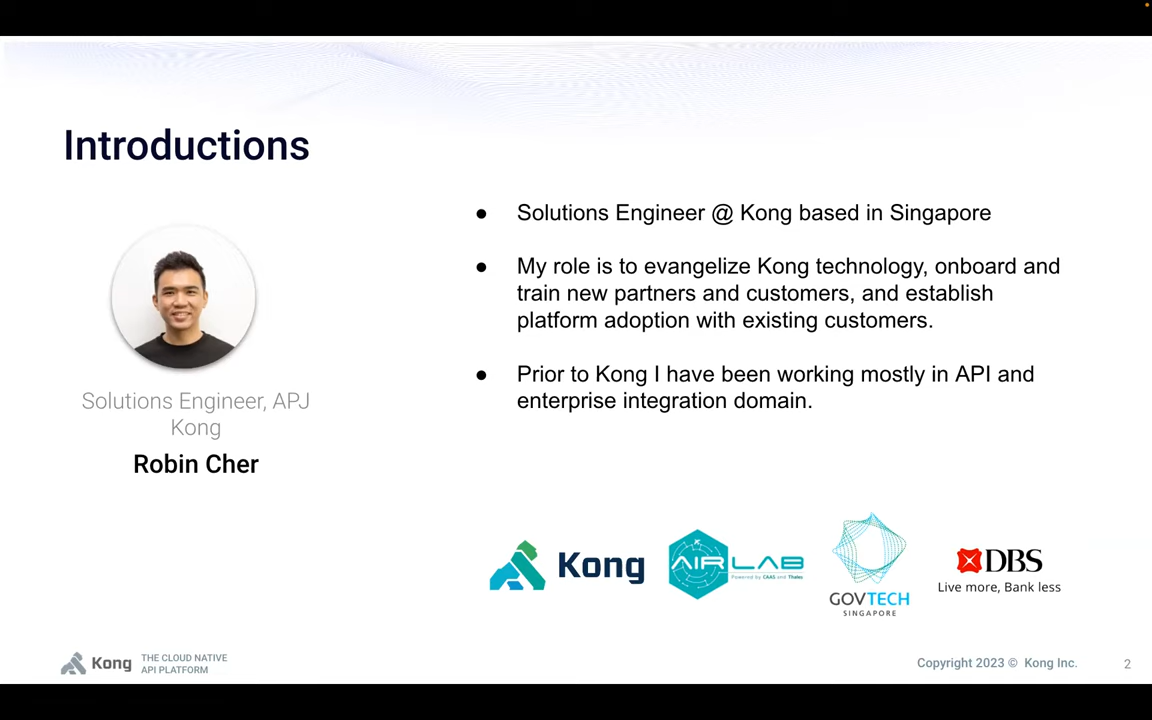 Introductions
● Solutions Engineer @ Kong based in Singapore
● My role is to evangelize Kong technology, onboard and
train new partners and customers, and establish
platform adoption with existing customers.
● Prior to Kong I have been working mostly in API and
enterprise integration domain.
Solutions Engineer, APJ
Kong
Robin Cher
Kong
AIR LAB
Powered by CAAS and Thales
GOVTECH
SINGAPORE
DBS
Live more, Bank less
Kong
THE CLOUD NATIVE
API PLATFORM
Copyright 2023 © Kong Inc.
2